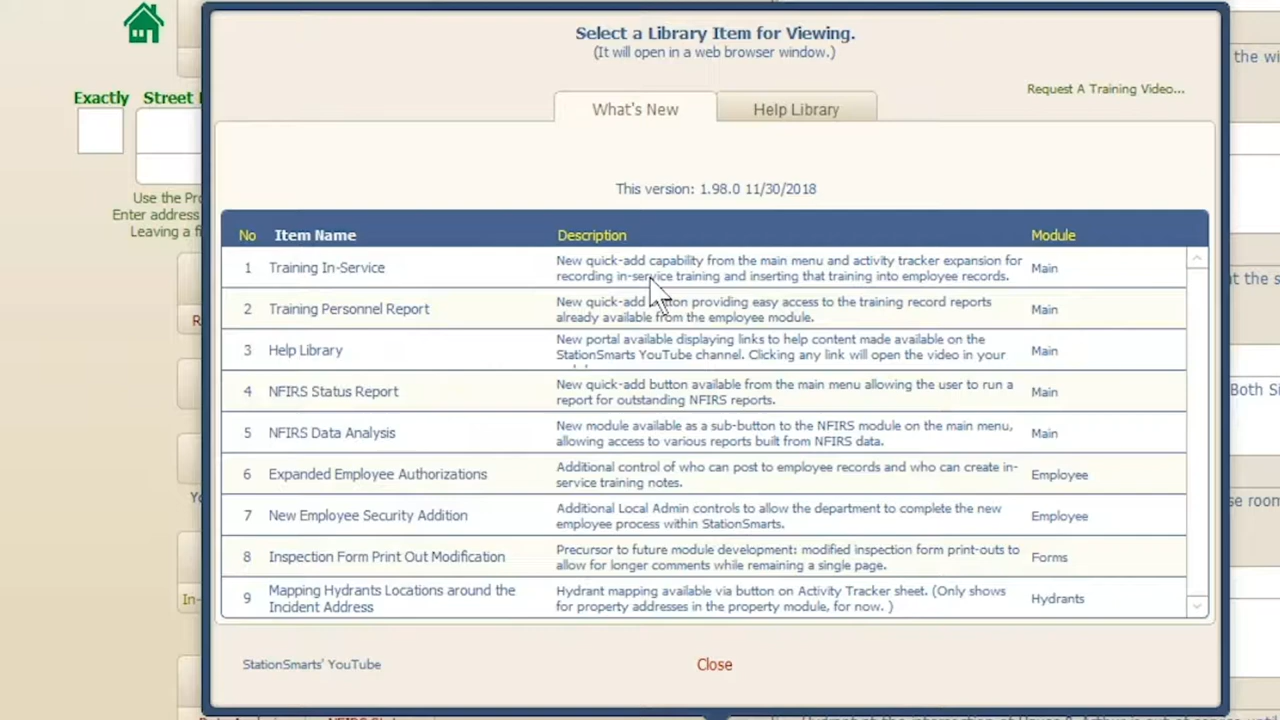 Select a Library Item for Viewing.
(It will open in a web browser window.)
Request A Training Video...
What's New
Help Library
Exactly Street
This version: 1.98.0 11/30/2018
Use the
Enter address
Leaving a
No Item Name Description Module
1 Training In-Service New quick-add capability from the main menu and activity tracker expansion for recording in-service training and inserting that training into employee records. Main
2 Training Personnel Report New quick-add button providing easy access to the training record reports already available from the employee module. Main
3 Help Library New portal available displaying links to help content made available on the StationSmarts YouTube channel. Clicking any link will open the video in your Main
4 NFIRS Status Report New quick-add button available from the main menu allowing the user to run a report for outstanding NFIRS reports. Main
5 NFIRS Data Analysis New module available as a sub-button to the NFIRS module on the main menu, allowing access to various reports built from NFIRS data. Main
6 Expanded Employee Authorizations Additional control of who can post to employee records and who can create in-service training notes. Employee
7 New Employee Security Addition Additional Local Admin controls to allow the department to complete the new employee process within StationSmarts. Employee
8 Inspection Form Print Out Modification Precursor to future module development: modified inspection form print-outs to allow for longer comments while remaining a single page. Forms
9 Mapping Hydrants Locations around the Incident Address Hydrant mapping available via button on Activity Tracker sheet. (Only shows for property addresses in the property module, for now. ) Hydrants
StationSmarts' YouTube
Close
In-
the wi
t the s
Both Si
se room